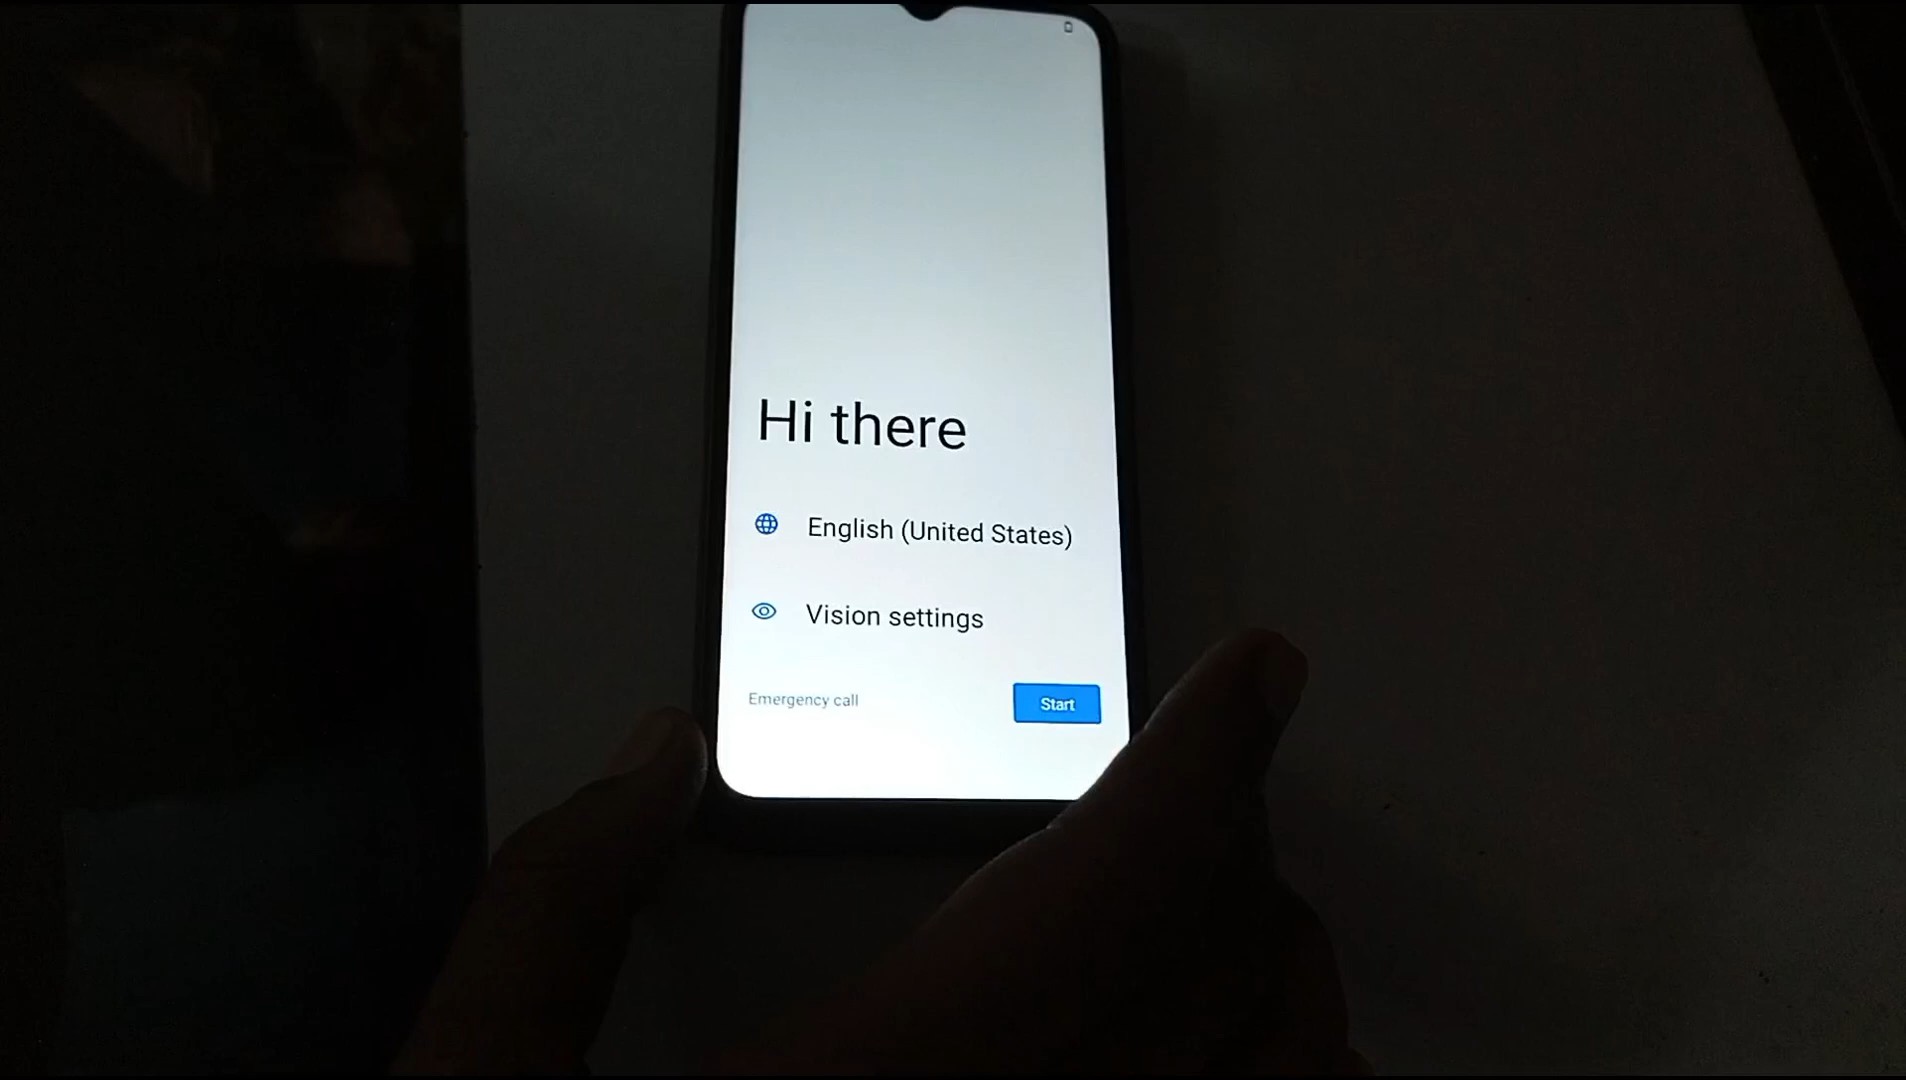 Hi there
English (United States)
Vision settings
Emergency call
Start